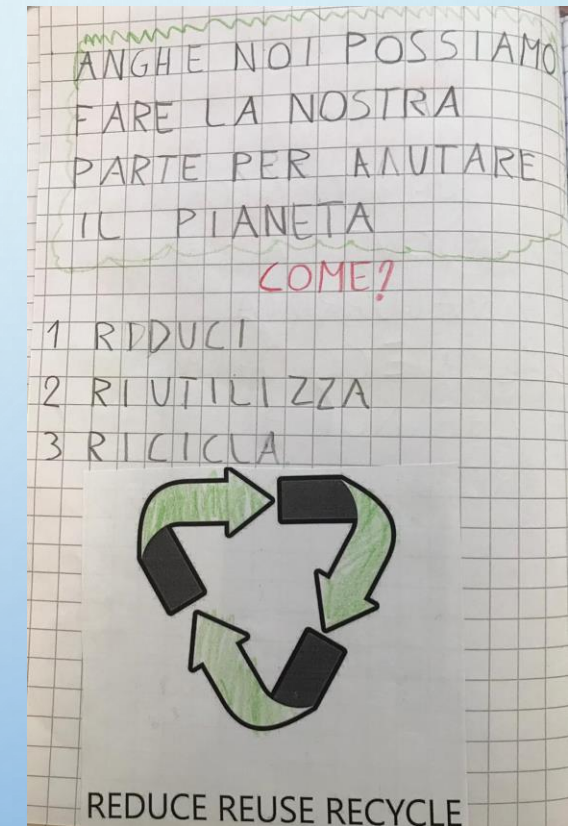 ANGHE NOI POSSIAMO
FARE LA NOSTRA
PARTE PER AIUTARE
IL PIANETA
COME?
1 RIDUCI
2 RIUTILIZZA
3 RICICLA
REDUCE REUSE RECYCLE